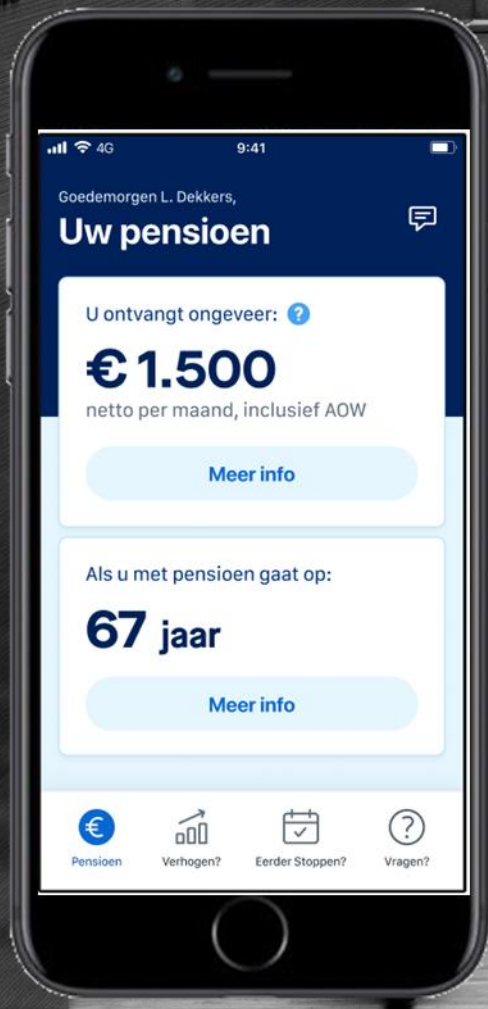 4G
9:41
Goedemorgen L. Dekkers,
Uw pensioen
U ontvangt ongeveer: ?
€ 1.500
netto per maand, inclusief AOW
Meer info
Als u met pensioen gaat op:
67 jaar
Meer info
€
?
Pensioen
Verhogen?
Eerder Stoppen?
Vragen?